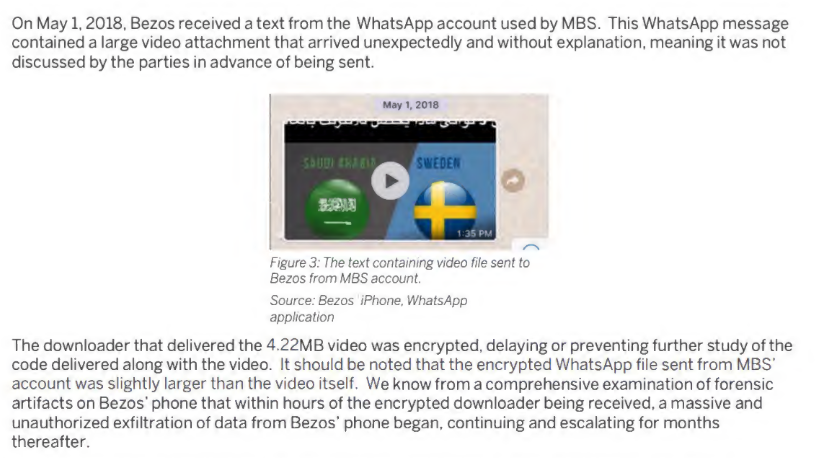 On May 1, 2018, Bezos received a text from the WhatsApp account used by MBS. This WhatsApp message
contained a large video attachment that arrived unexpectedly and without explanation, meaning it was not
discussed by the parties in advance of being sent.
May 1, 2018
SAUDI ARABIA
SWEDEN
1:35 PM
Figure 3: The text containing video file sent to
Bezos from MBS account.
Source: Bezos iPhone, WhatsApp
application
The downloader that delivered the 4.22MB video was encrypted, delaying or preventing further study of the
code delivered along with the video. It should be noted that the encrypted WhatsApp file sent from MBS'
account was slightly larger than the video itself. We know from a comprehensive examination of forensic
artifacts on Bezos' phone that within hours of the encrypted downloader being received, a massive and
unauthorized exfiltration of data from Bezos' phone began, continuing and escalating for months
thereafter.